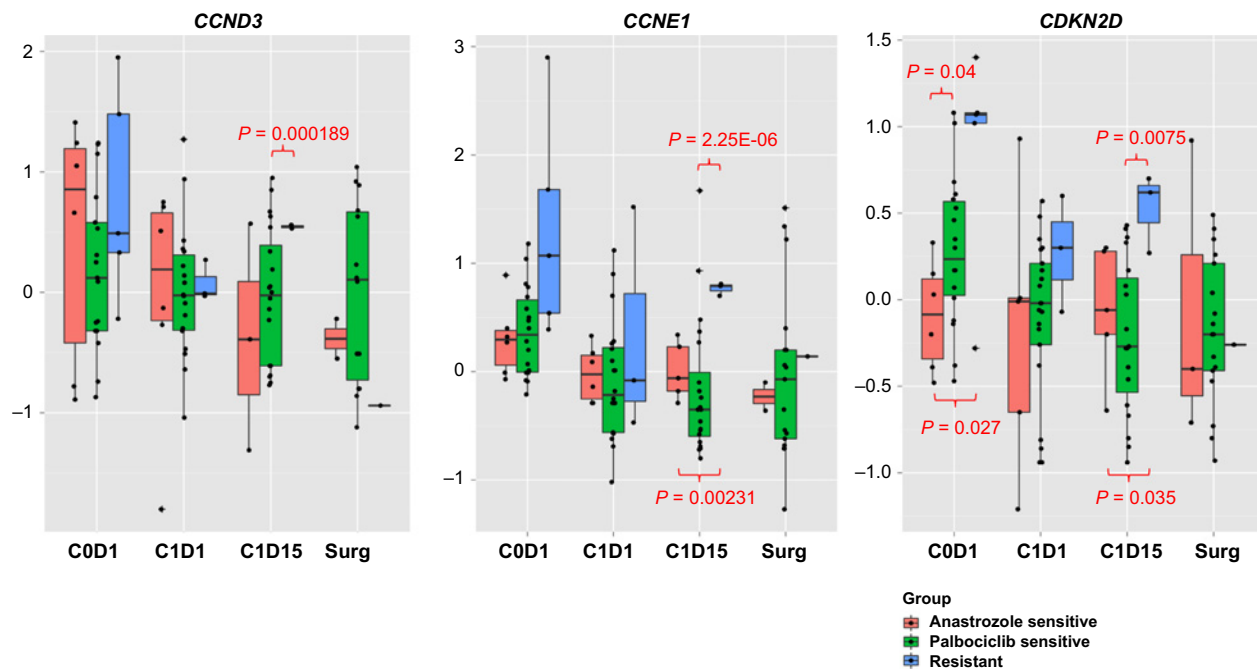 CCND3
CCNE1
CDKN2D
2
1
0
–1
P = 0.000189
C0D1 C1D1 C1D15 Surg
3
2
1
0
–1
P = 2.25E-06
P = 0.00231
C0D1 C1D1 C1D15 Surg
1.5
1.0
0.5
0.0
–0.5
–1.0
P = 0.04
P = 0.0075
P = 0.027
P = 0.035
C0D1 C1D1 C1D15 Surg
Group
Anastrozole sensitive
Palbociclib sensitive
Resistant